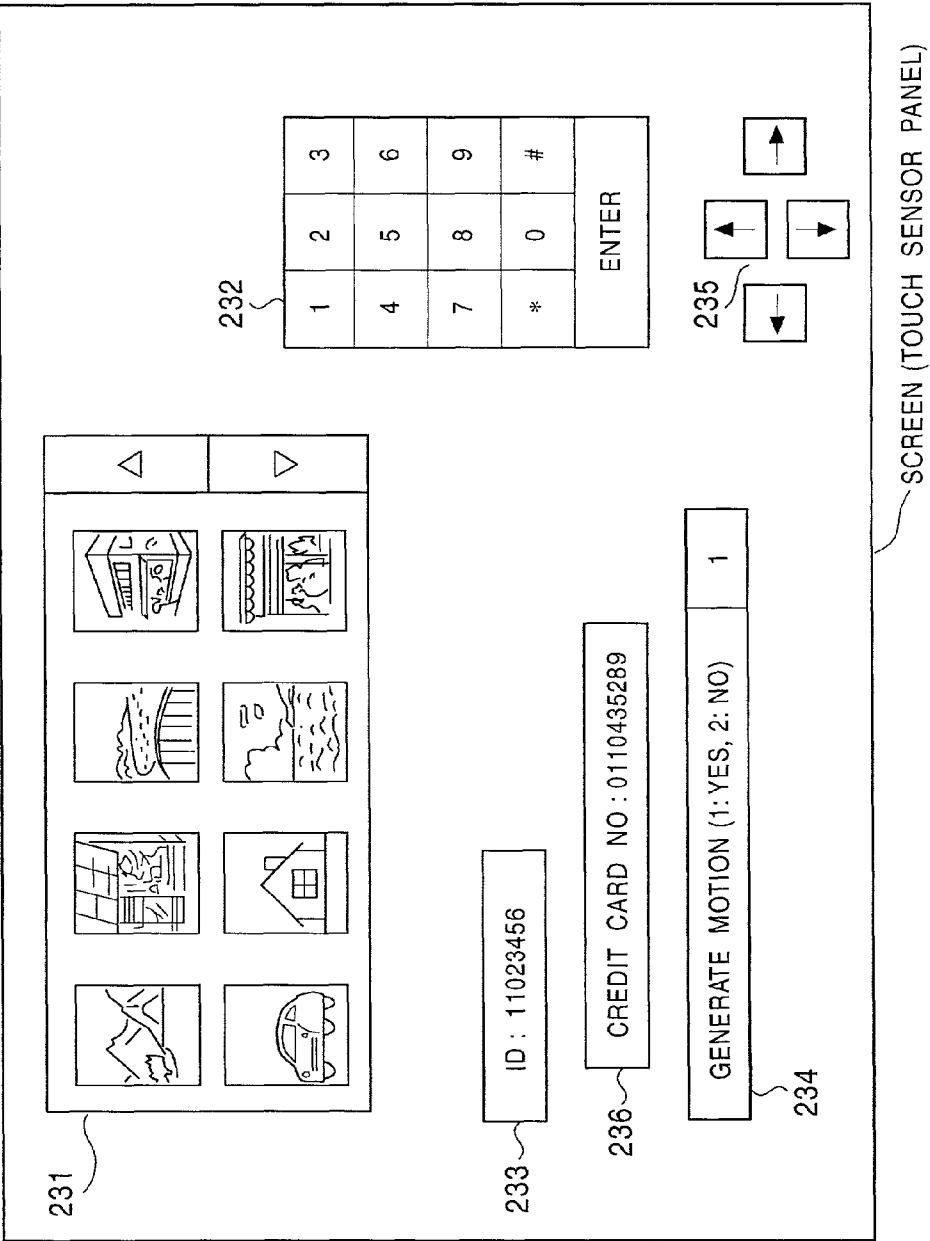 231
232
1 2 3
4 5 6
7 8 9
* 0 #
ENTER
233
ID : 11023456
236
CREDIT CARD NO : 0110435289
235
GENERATE MOTION (1: YES, 2: NO) 1
234
SCREEN (TOUCH SENSOR PANEL)